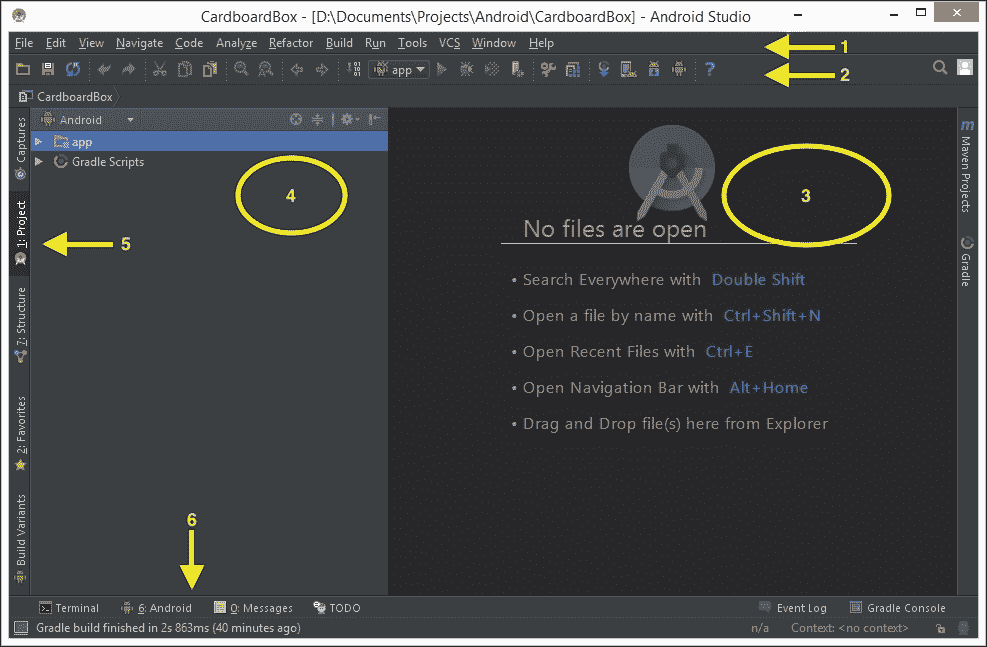 CardboardBox - [D:\Documents\Projects\Android\CardboardBox] - Android Studio
File Edit View Navigate Code Analyze Refactor Build Run Tools VCS Window Help
1
app
2
CardboardBox
Android
app
Gradle Scripts
4
3
5
6
No files are open
• Search Everywhere with Double Shift
• Open a file by name with Ctrl+Shift+N
• Open Recent Files with Ctrl+E
• Open Navigation Bar with Alt+Home
• Drag and Drop file(s) here from Explorer
Captures
1: Project
7: Structure
2: Favorites
Build Variants
Maven Projects
Gradle
Terminal 6: Android 0: Messages TODO Event Log Gradle Console
Gradle build finished in 2s 863ms (40 minutes ago) n/a Context: <no context>